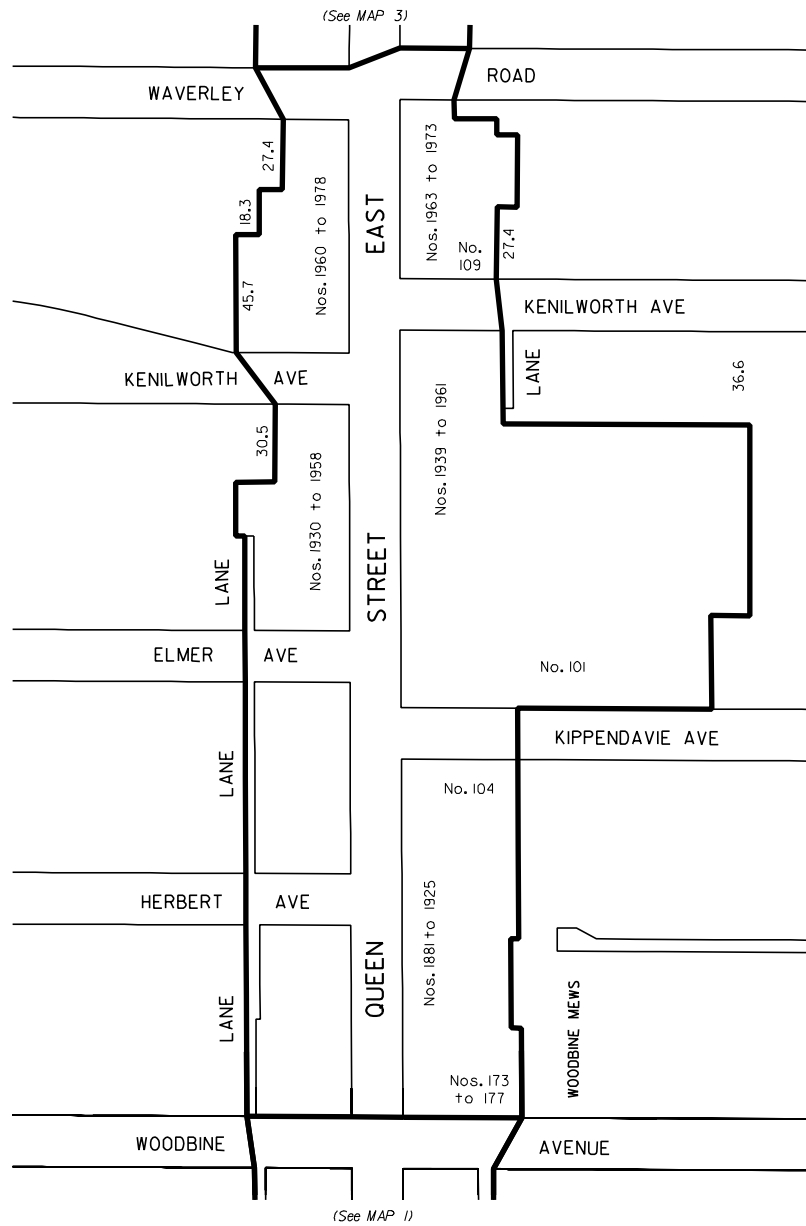 (See MAP 3)
WAVERLEY ROAD
27.4
18.3
45.7
Nos. 1960 to 1978
EAST
Nos. 1963 to 1973
No.
109
27.4
KENILWORTH AVE
KENILWORTH AVE
LANE
36.6
30.5
Nos. 1930 to 1958
Nos. 1939 to 1961
STREET
LANE
ELMER AVE
No. 101
KIPPENDAVIE AVE
LANE
No. 104
HERBERT AVE
Nos. 1881 to 1925
QUEEN
LANE
WOODBINE MEWS
Nos. 173
to 177
WOODBINE AVENUE
(See MAP 1)